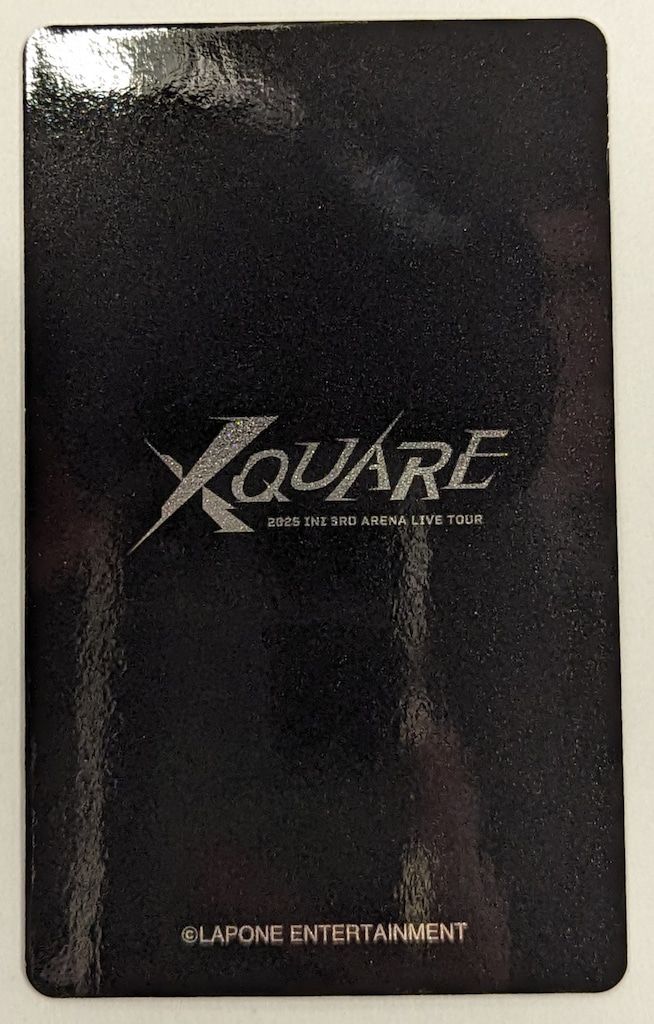 XQUARE
2025 INI 3RD ARENA LIVE TOUR
©LAPONE ENTERTAINMENT